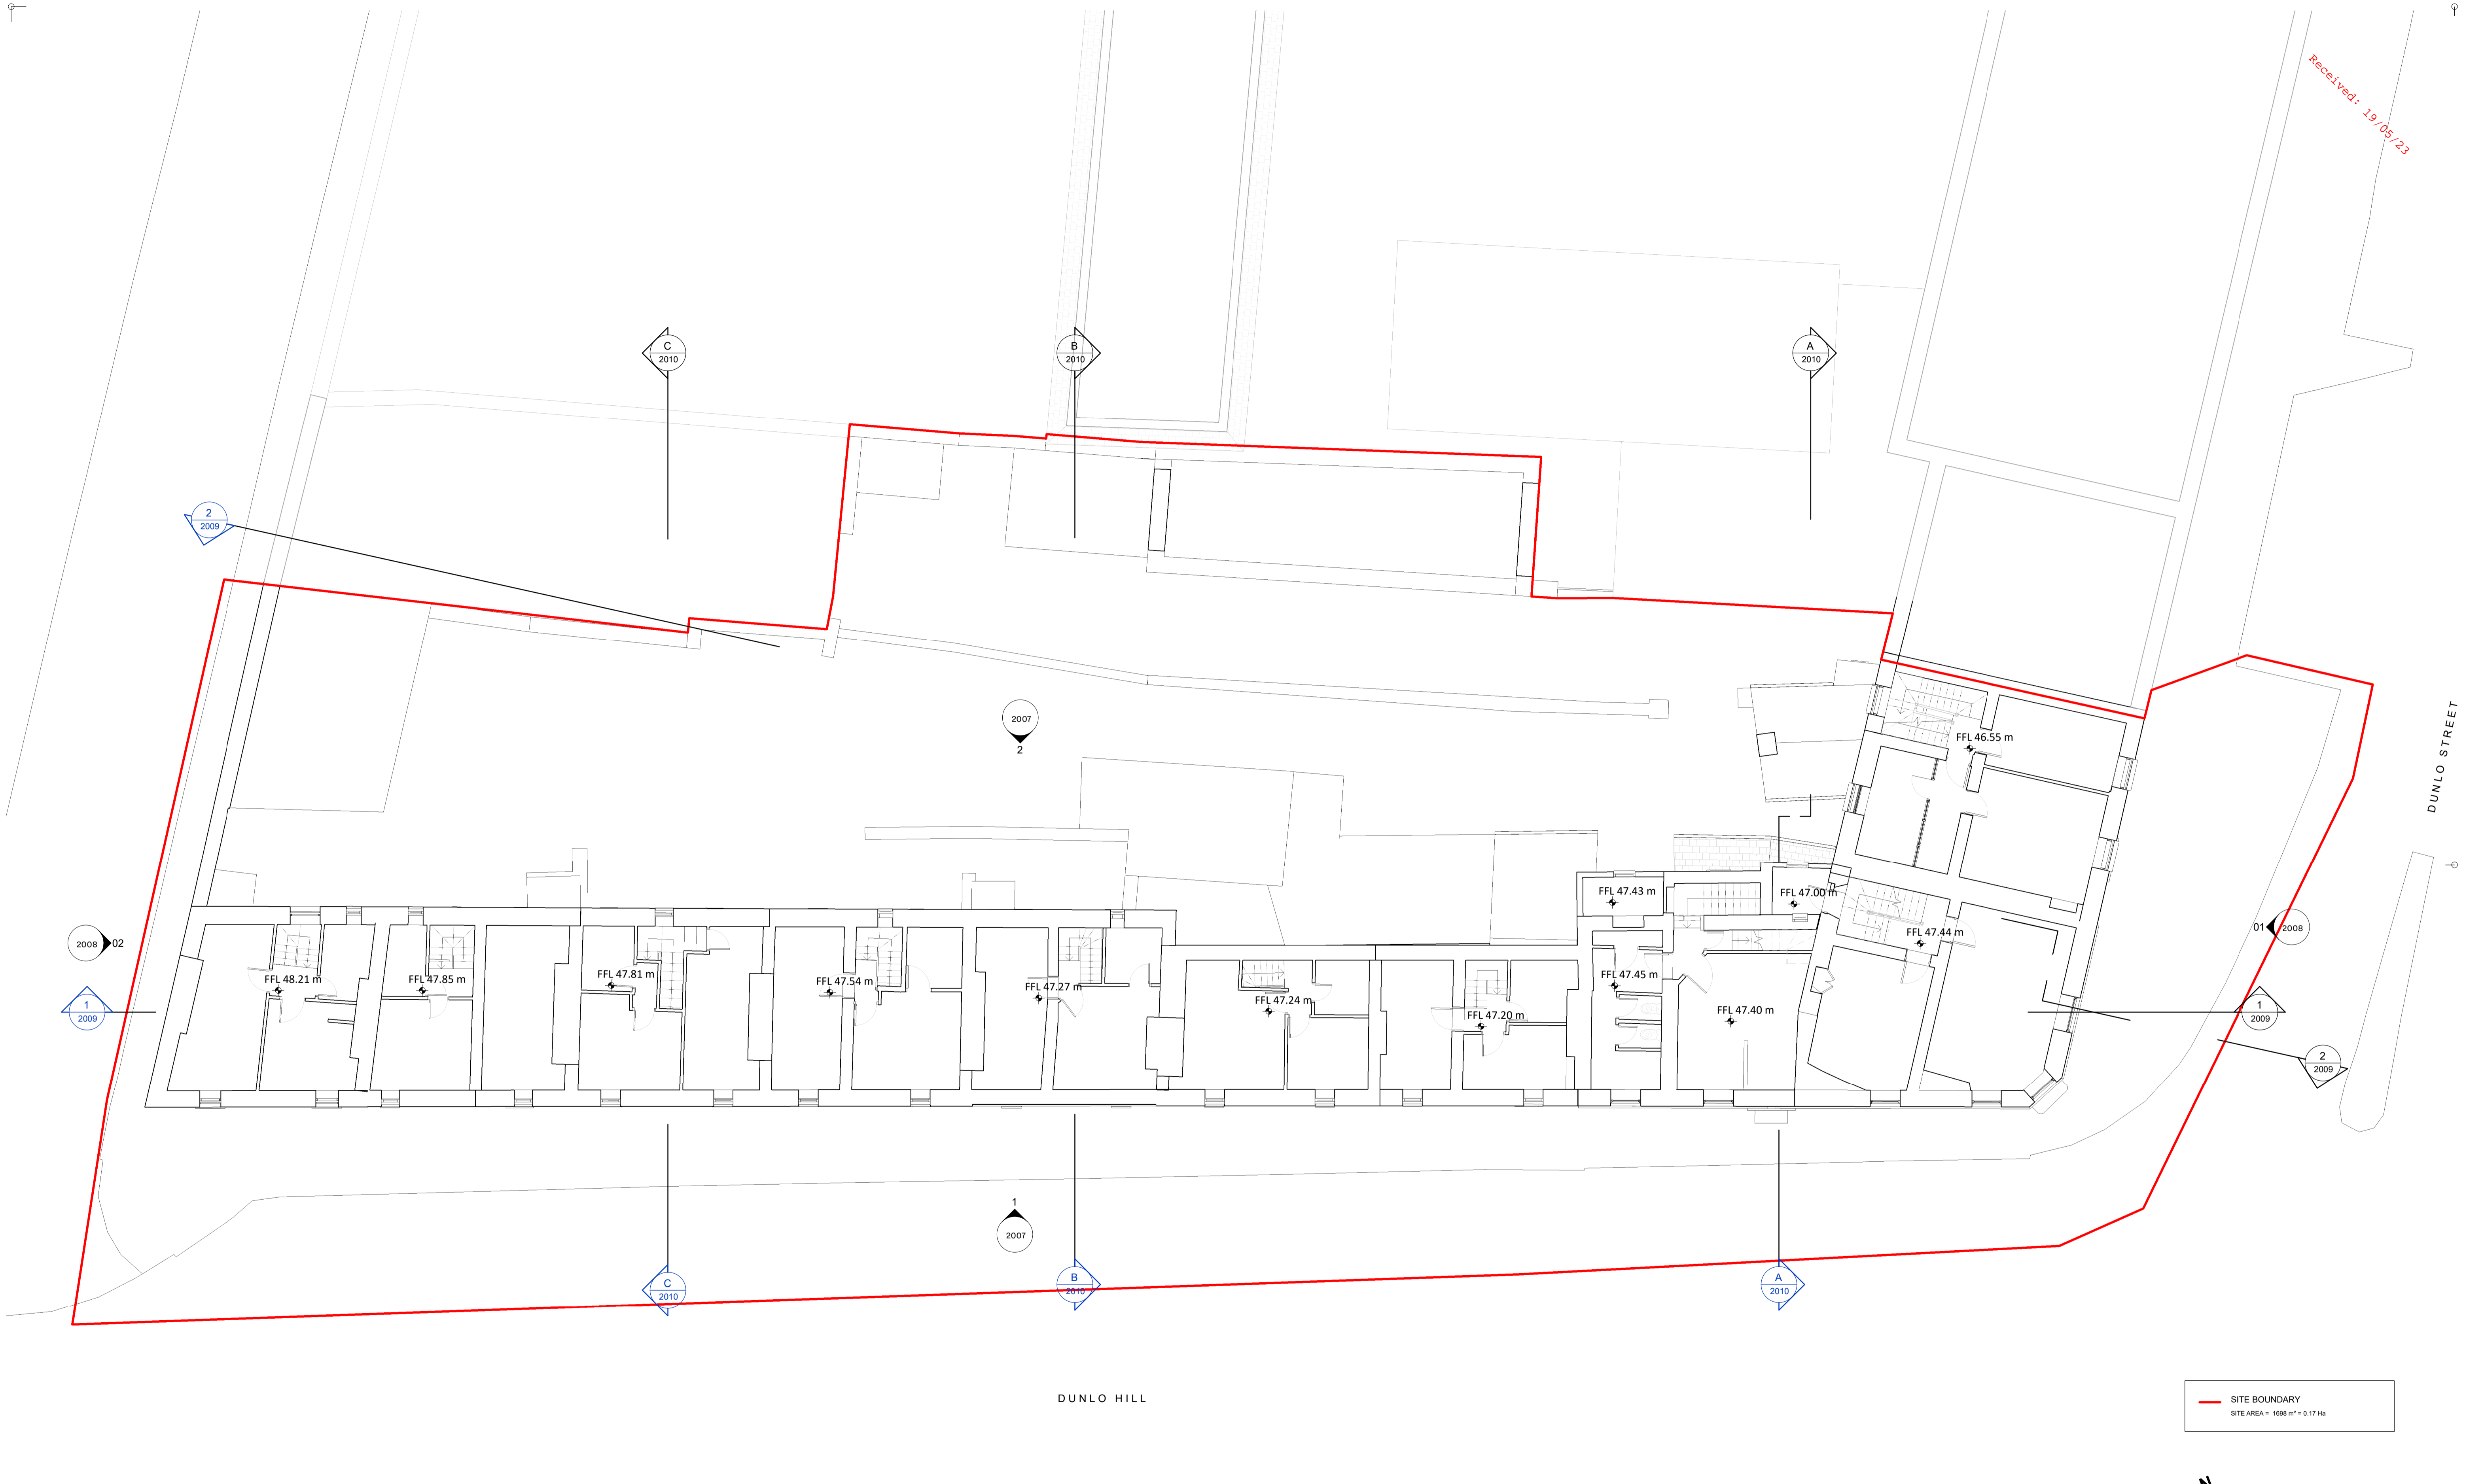 Received: 19/05/23
C
2010
B
2010
A
2010
2
2009
2007
2
DUNLO STREET
FFL 46.55 m
FFL 47.43 m
FFL 47.00 m
2008
02
FFL 47.44 m
01
2008
FFL 48.21 m
FFL 47.85 m
FFL 47.81 m
FFL 47.54 m
FFL 47.27 m
FFL 47.24 m
FFL 47.20 m
FFL 47.45 m
FFL 47.40 m
1
2009
1
2009
2
2009
1
2007
C
2010
B
2010
A
2010
DUNLO HILL
SITE BOUNDARY
SITE AREA = 1698 m² = 0.17 Ha
N